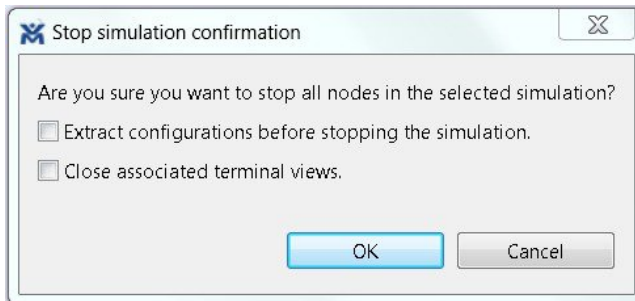 Stop simulation confirmation
Are you sure you want to stop all nodes in the selected simulation?
Extract configurations before stopping the simulation.
Close associated terminal views.
OK
Cancel